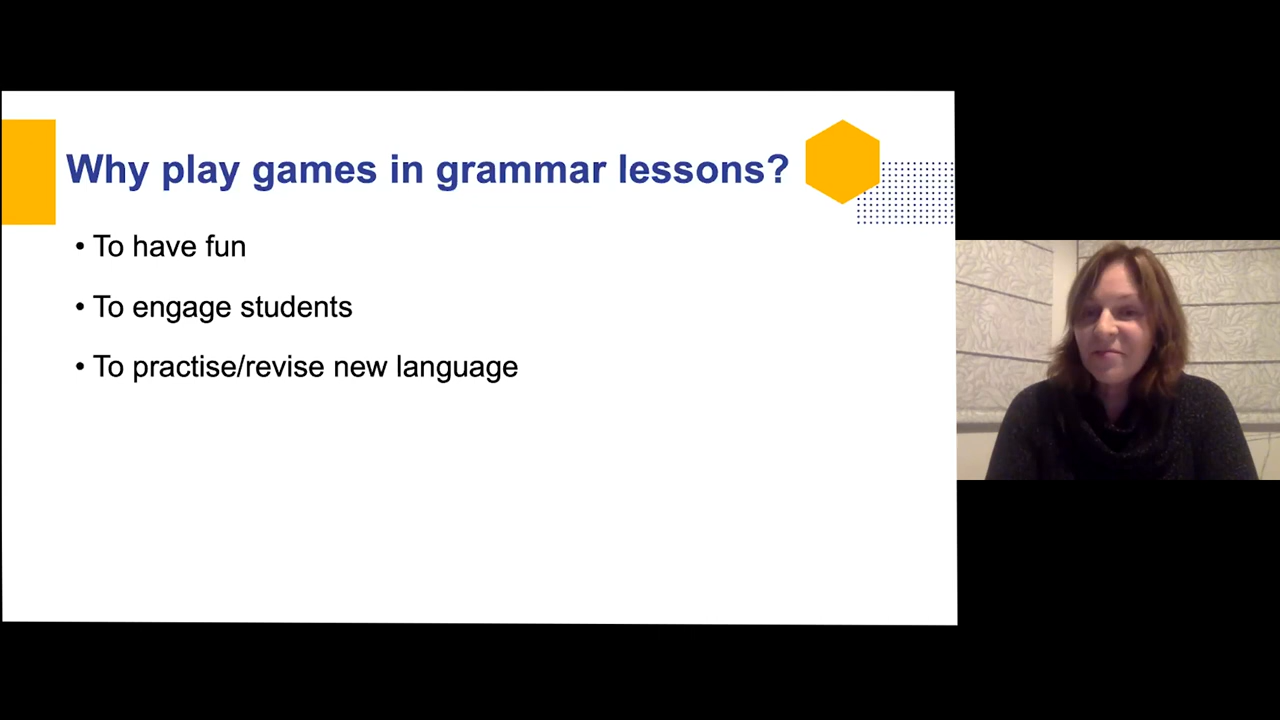 Why play games in grammar lessons?
• To have fun
• To engage students
• To practise/revise new language